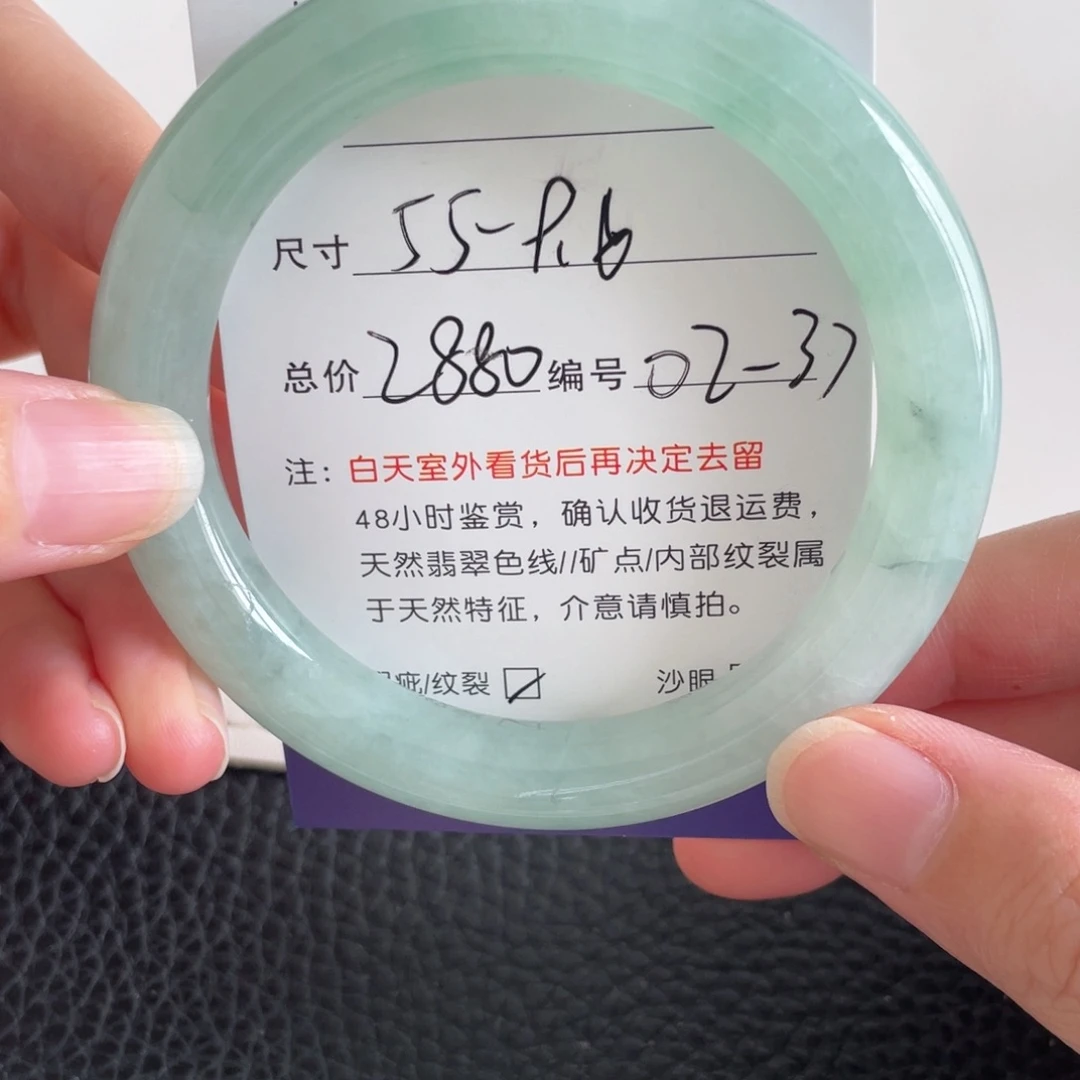 尺寸 55-9.6
总价 2880 编号 02-37
注：白天室外看货后再决定去留
48小时鉴赏，确认收货退运费，
天然翡翠色线//矿点/内部纹裂属
于天然特征，介意请慎拍。
疵/纹裂 沙眼